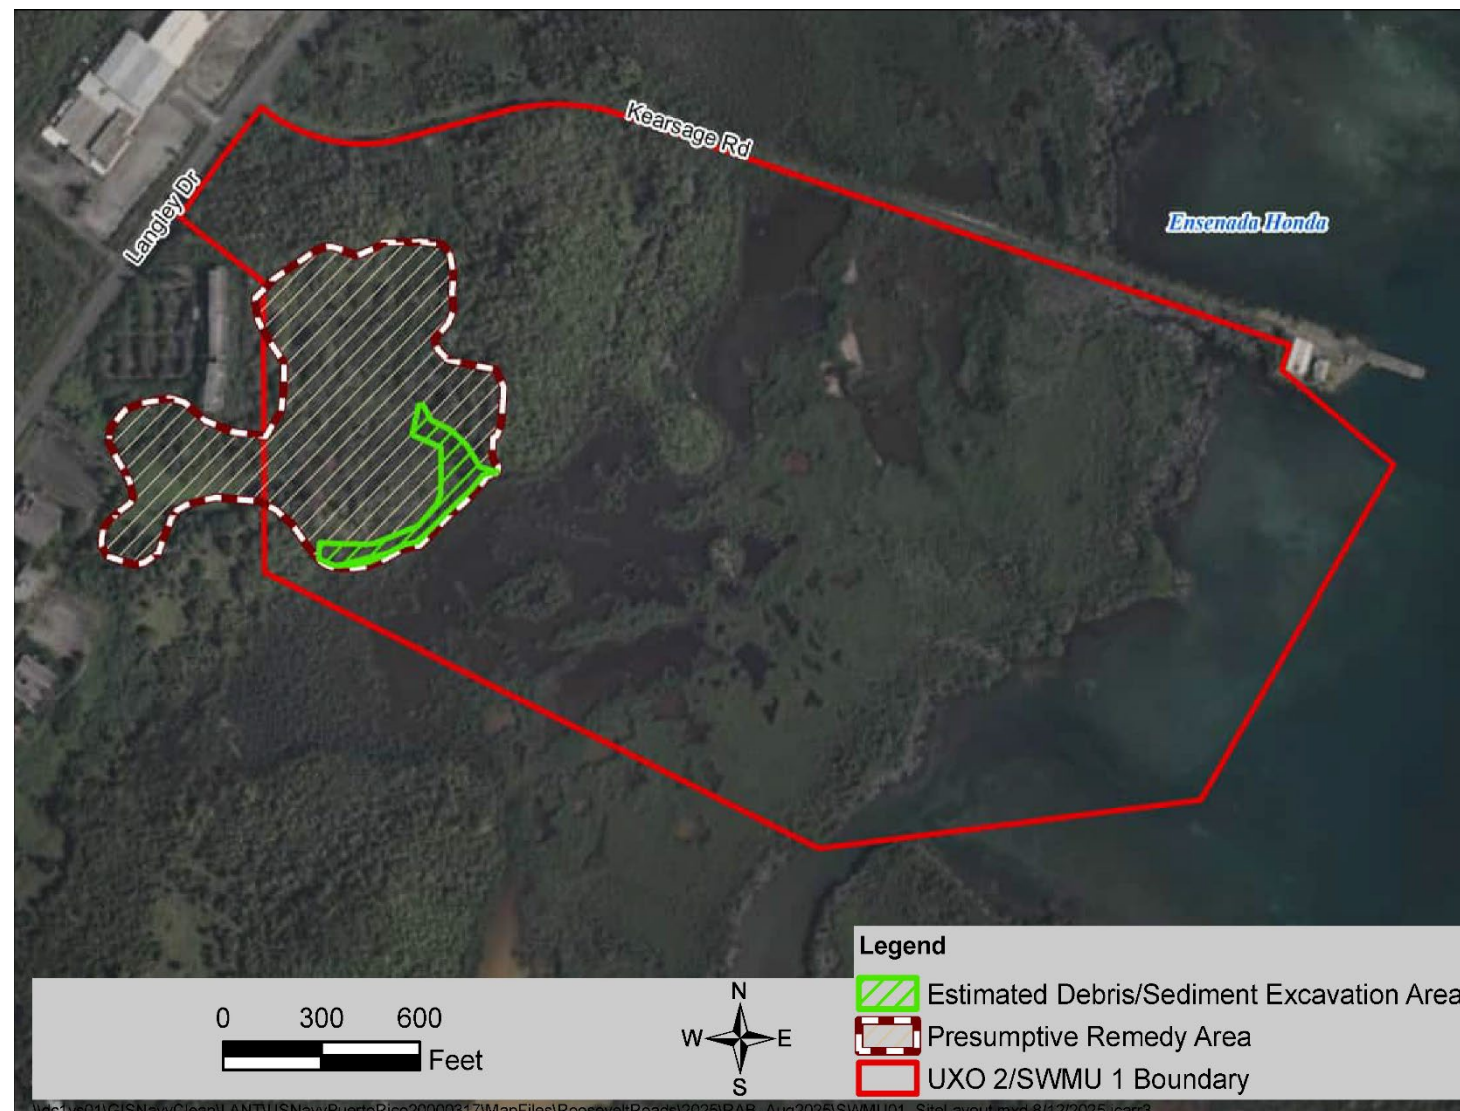 Kearsage Rd
Langley Dr
Ensenada Honda
Legend
Estimated Debris/Sediment Excavation Area
Presumptive Remedy Area
UXO 2/SWMU 1 Boundary
0 300 600
Feet
N
W E
S